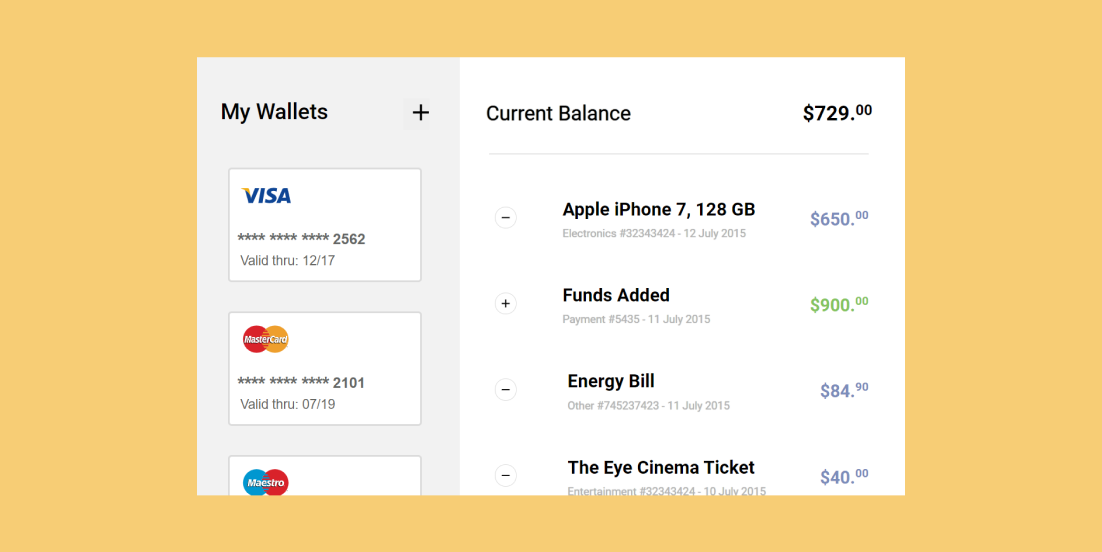 My Wallets
+
VISA
**** **** **** 2562
Valid thru: 12/17
MasterCard
**** **** **** 2101
Valid thru: 07/19
Maestro
Current Balance $729.00
− Apple iPhone 7, 128 GB $650.00
Electronics #32343424 - 12 July 2015
+ Funds Added $900.00
Payment #5435 - 11 July 2015
− Energy Bill $84.90
Other #745237423 - 11 July 2015
− The Eye Cinema Ticket $40.00
Entertainment #32343424 - 10 July 2015